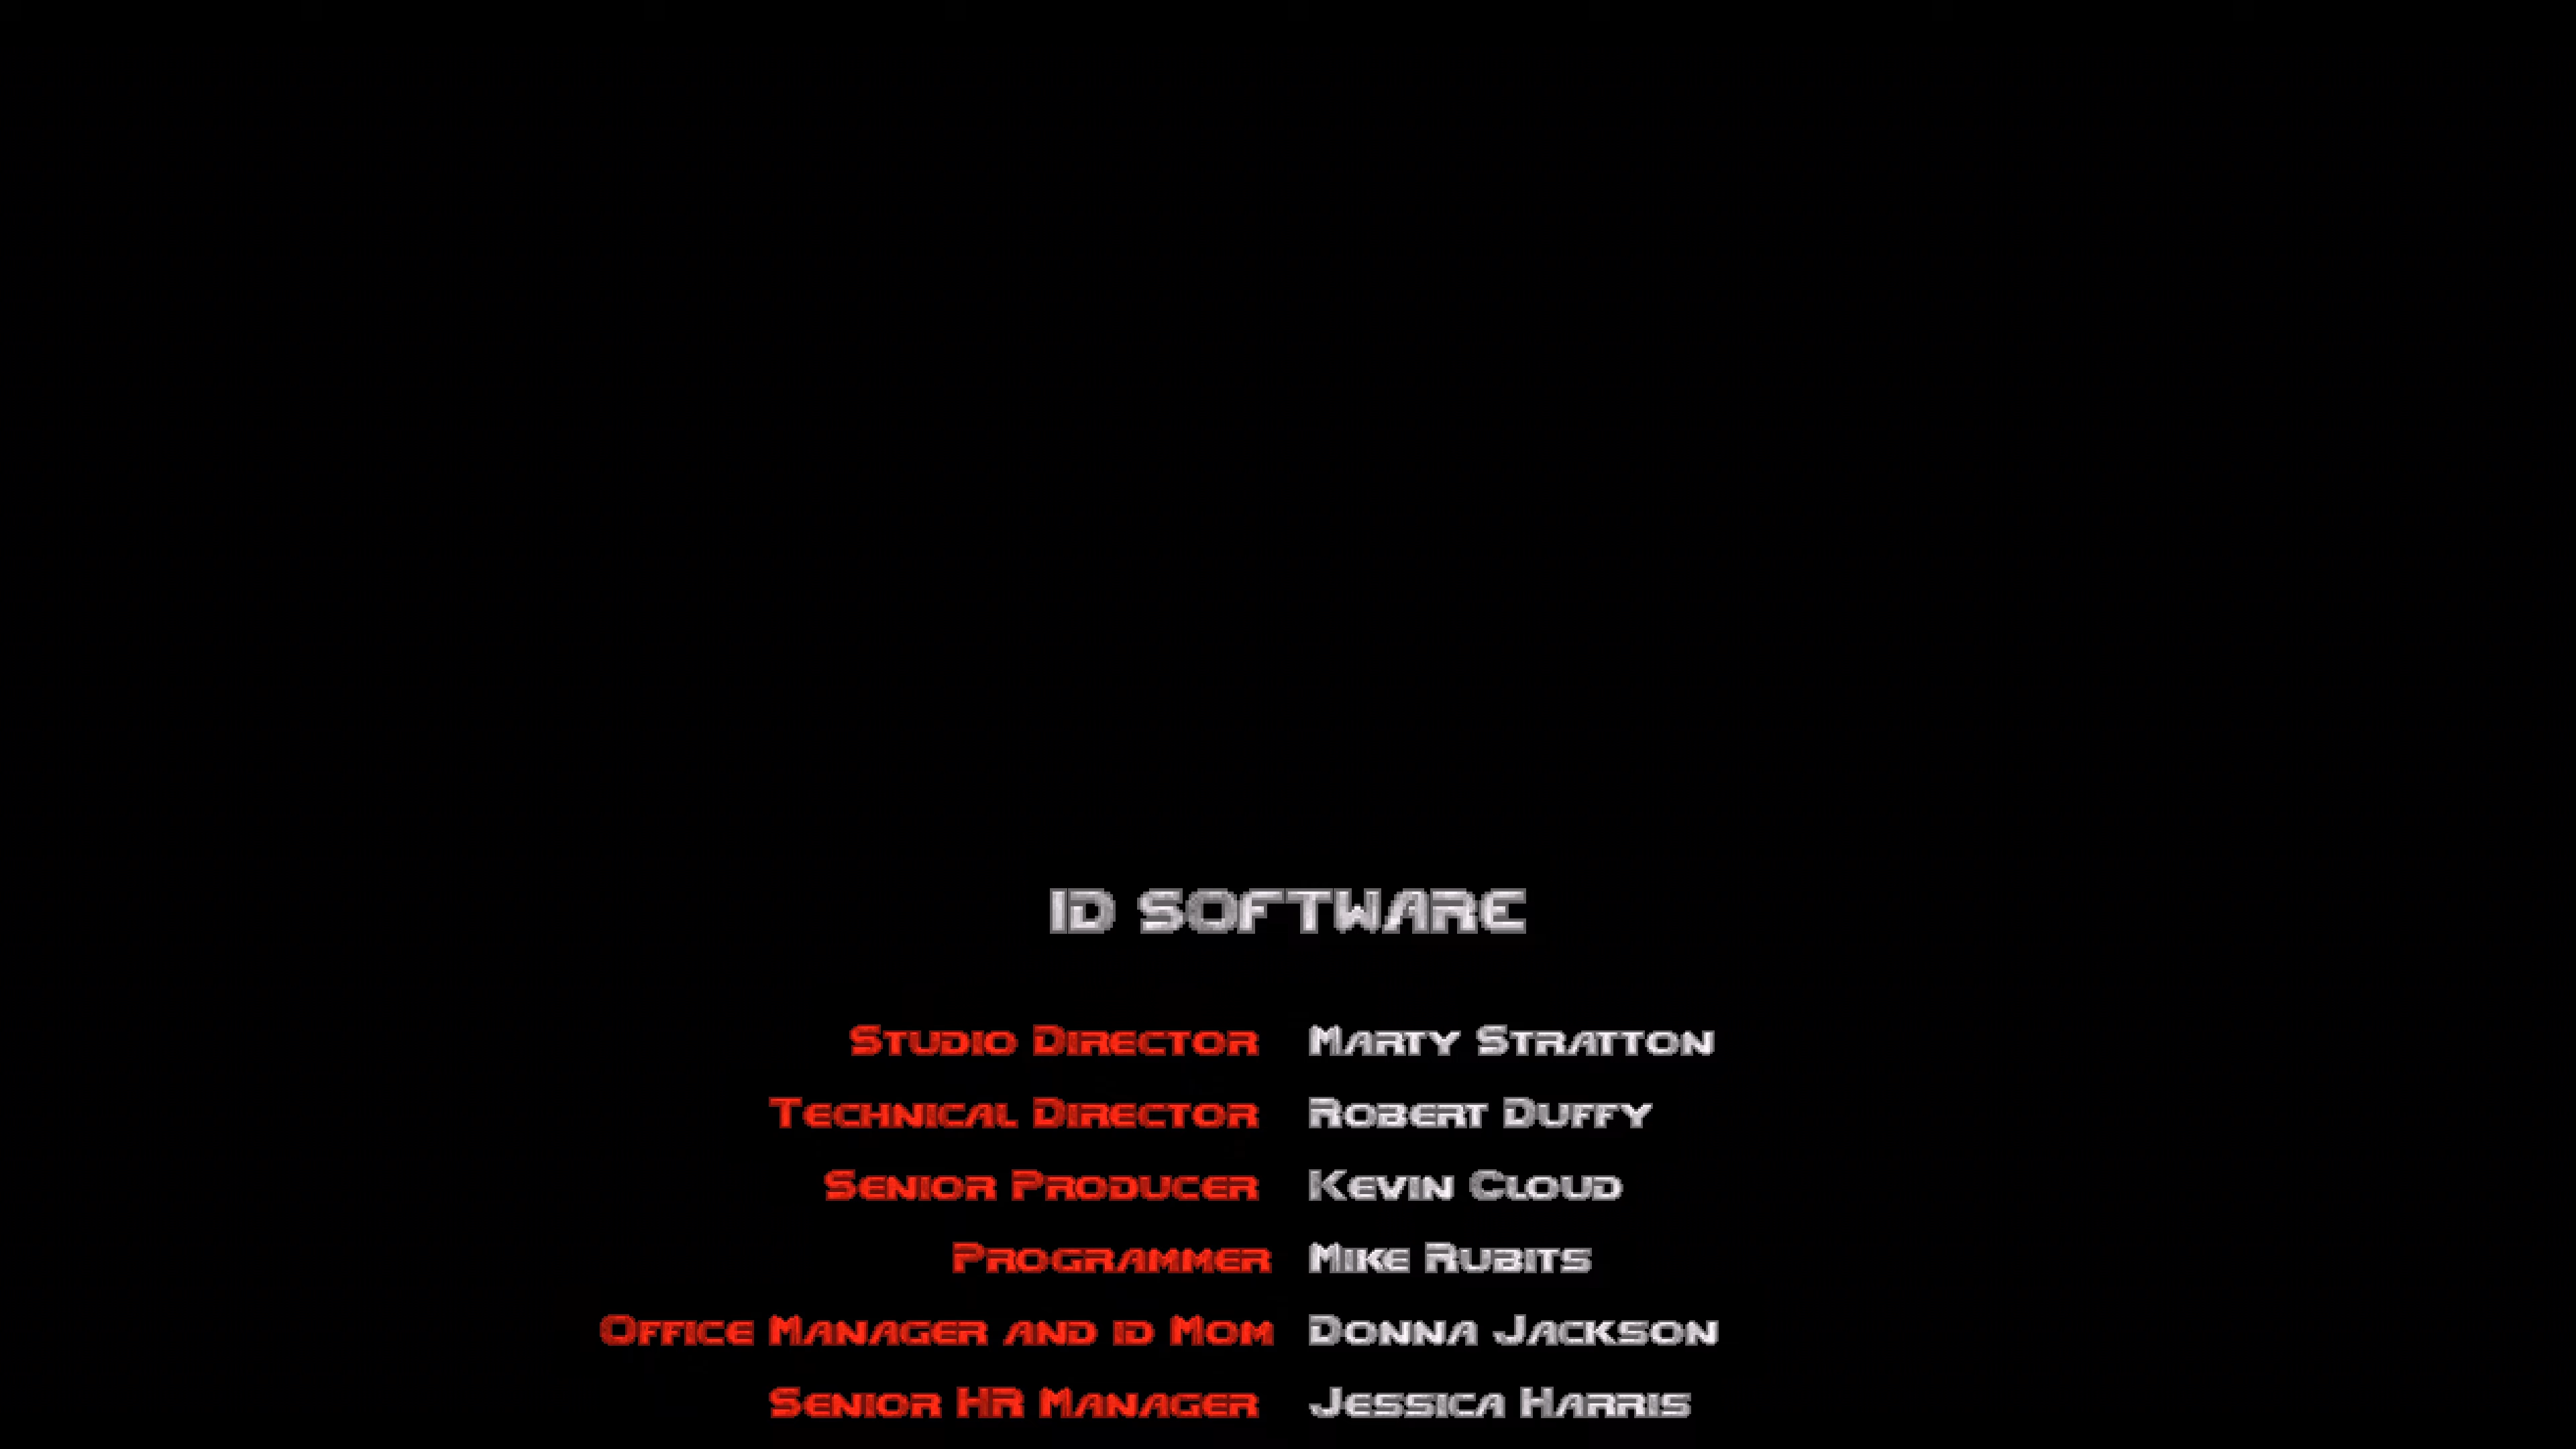 ID SOFTWARE
STUDIO DIRECTOR MARTY STRATTON
TECHNICAL DIRECTOR ROBERT DUFFY
SENIOR PRODUCER KEVIN CLOUD
PROGRAMMER MIKE RUBITS
OFFICE MANAGER AND ID MOM DONNA JACKSON
SENIOR HR MANAGER JESSICA HARRIS